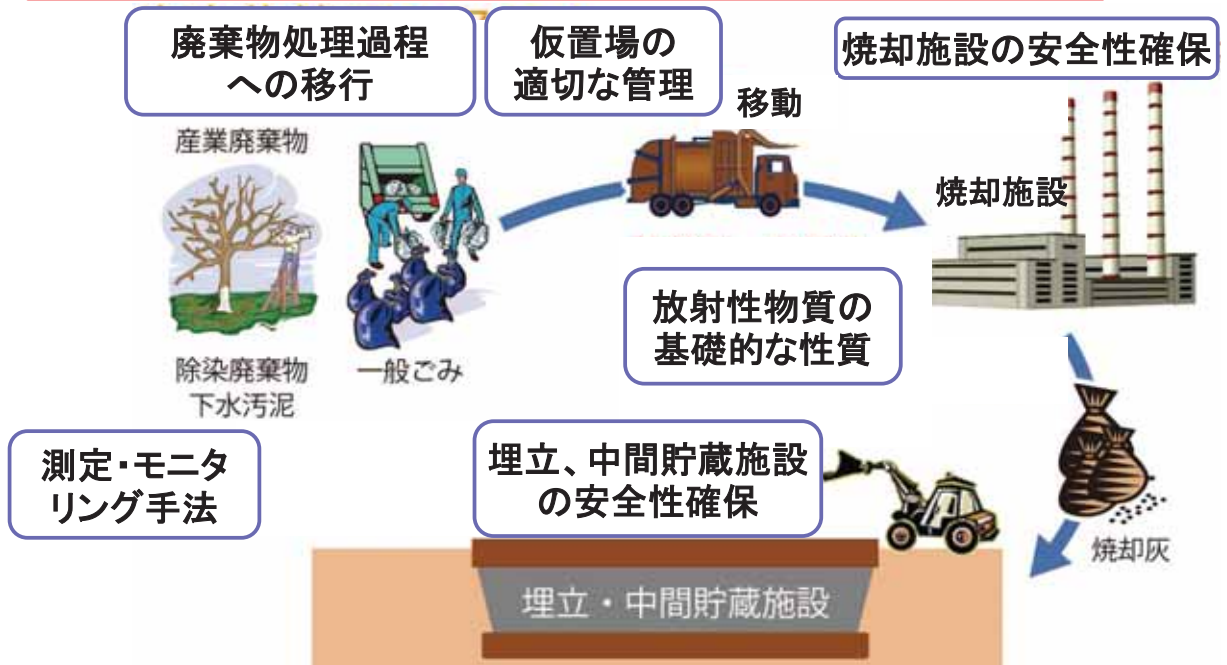 廃棄物処理過程
への移行
仮置場の
適切な管理
焼却施設の安全性確保
移動
産業廃棄物
焼却施設
放射性物質の
基礎的な性質
除染廃棄物
下水汚泥
一般ごみ
測定・モニタ
リング手法
埋立、中間貯蔵施設
の安全性確保
焼却灰
埋立・中間貯蔵施設